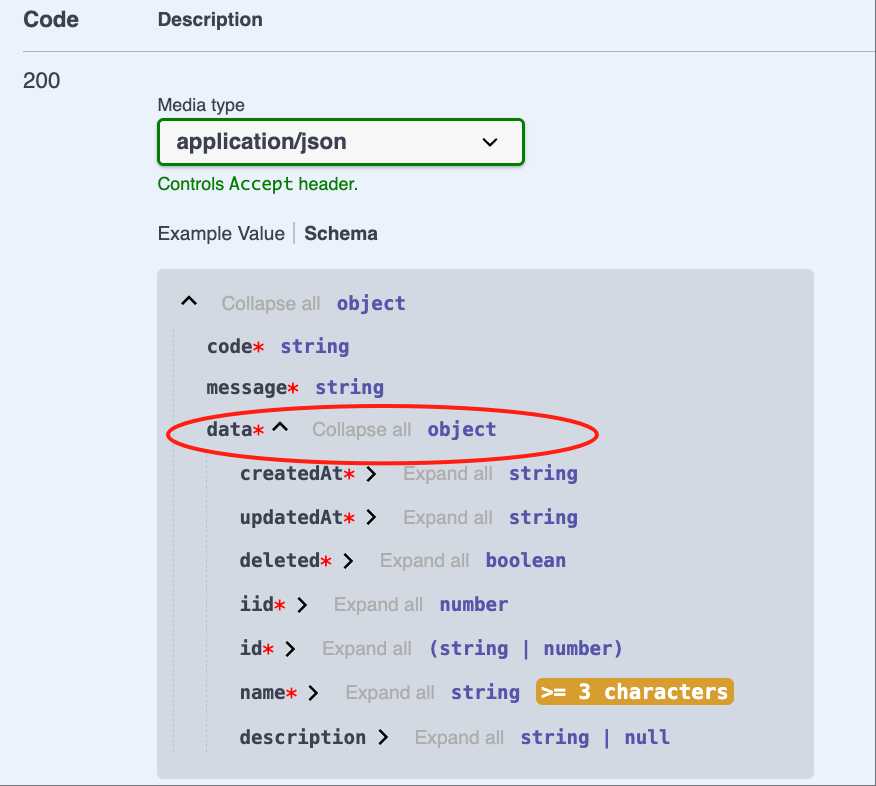 Code Description
200
Media type
application/json
Controls Accept header.
Example Value Schema
Collapse all object
code* string
message* string
data* Collapse all object
createdAt* Expand all string
updatedAt* Expand all string
deleted* Expand all boolean
iid* Expand all number
id* Expand all (string | number)
name* Expand all string >= 3 characters
description Expand all string | null